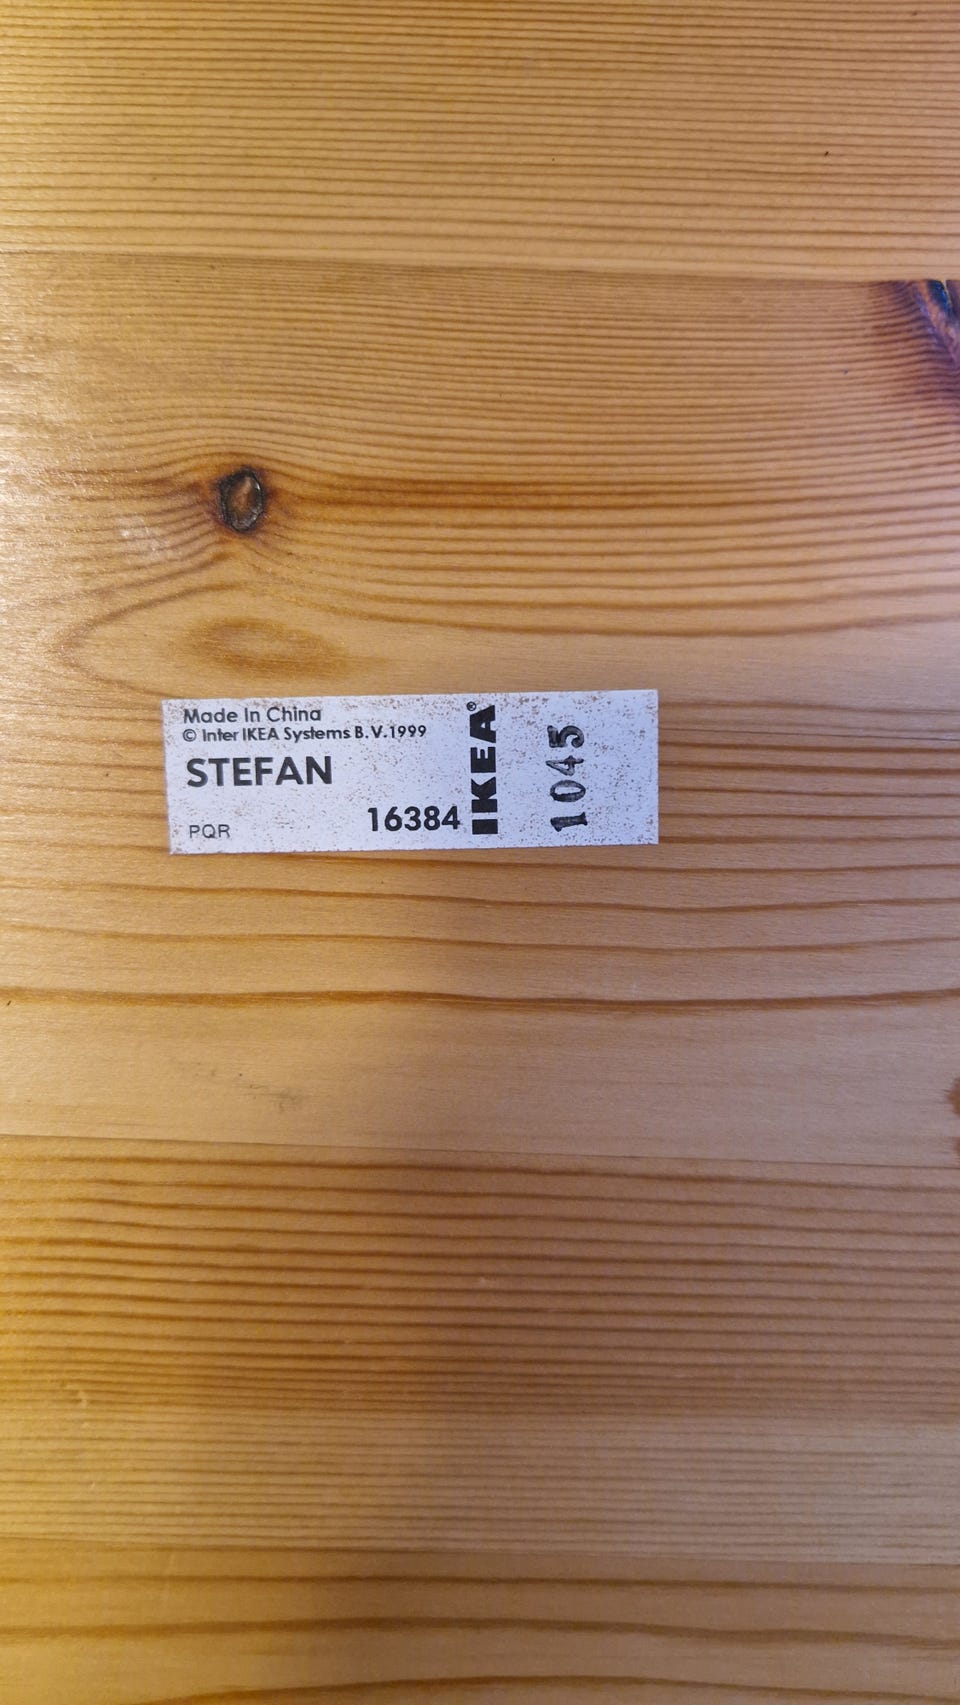 Made In China
© Inter IKEA Systems B.V.1999
STEFAN
PQR
16384
IKEA®
1045